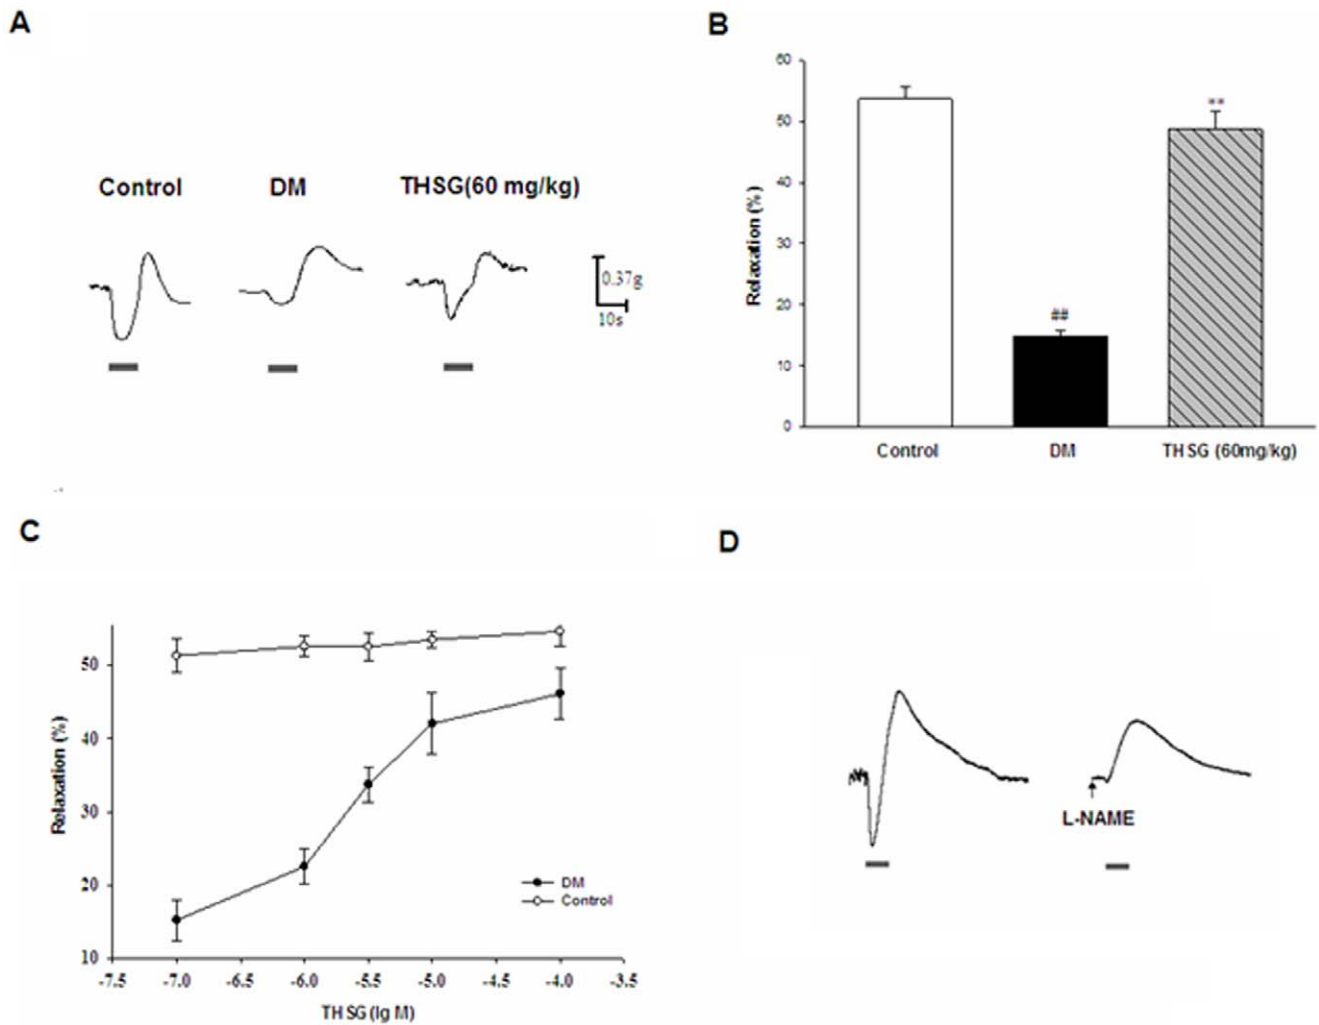 A
Control DM THSG(60 mg/kg)
0.37g
10s
B
60
50
40
30
20
10
0
Relaxation (%)
##
**
Control DM THSG (60mg/kg)
C
50
40
30
20
10
Relaxation (%)
DM
Control
-7.5 -7.0 -6.5 -6.0 -5.5 -5.0 -4.5 -4.0 -3.5
THSG (lg M)
D
L-NAME